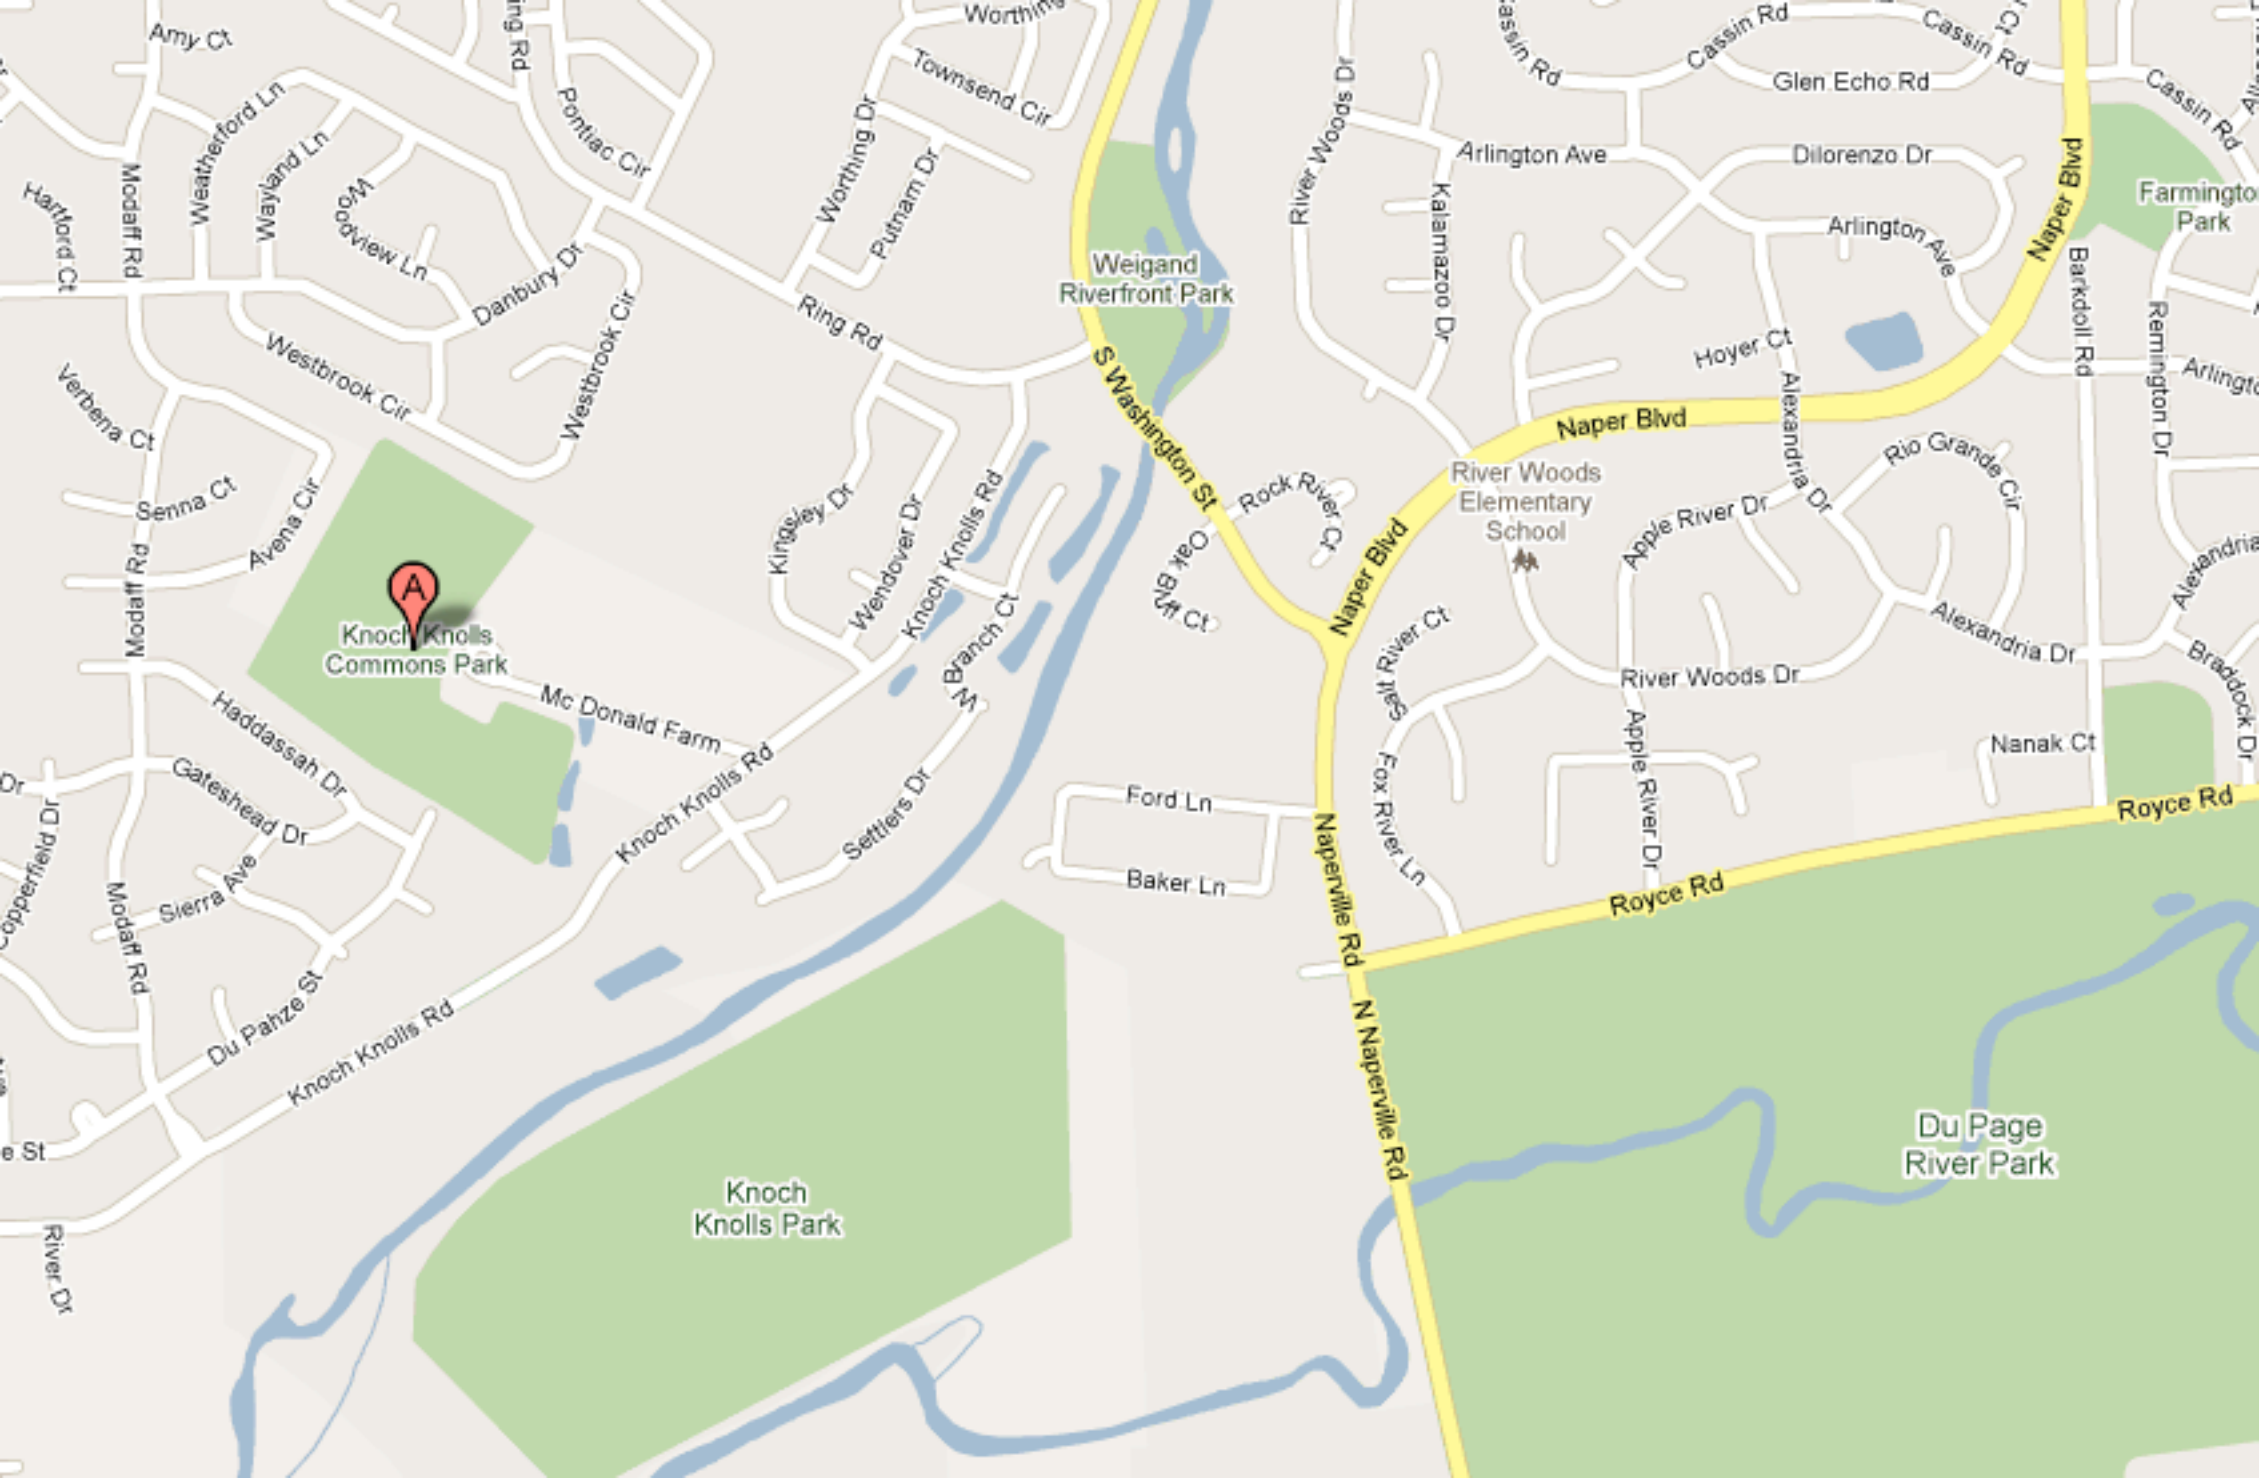 Amy Ct
Weatherford Ln
Wayland Ln
Woodview Ln
Modaff Rd
Hartford Ct
Pontiac Cir
Danbury Dr
Westbrook Cir
Westbrook Cir
Verbena Ct
Senna Ct
Avena Cir
Modaff Rd
Worthing
Townsend Cir
Worthing Dr
Putnam Dr
Ring Rd
Weigand
Riverfront Park
S Washington St
River Woods Dr
Cassin Rd
Cassin Rd
Cassin Rd
Cassin Rd
Glen Echo Rd
Arlington Ave
Dilorenzo Dr
Kalamazoo Dr
Arlington Ave
Naper Blvd
Naper Blvd
Farmington
Park
Barkdoll Rd
Remington Dr
Hoyer Ct
Alexandria Dr
Naper Blvd
River Woods
Elementary
School
Rio Grande Cir
Apple River Dr
Rock River Ct
Oak Bluff Ct
Naper Blvd
Kingsley Dr
Wendover Dr
Knoch Knolls Rd
W Branch Ct
A
Knoch Knolls
Commons Park
Mc Donald Farm
Haddassah Dr
Gateshead Dr
Copperfield Dr
Sierra Ave
Modaff Rd
Du Pahze St
Knoch Knolls Rd
Settlers Dr
Knoch Knolls Rd
e St
River Dr
Salt River Ct
Fox River Ln
River Woods Dr
Apple River Dr
Alexandria Dr
Alexandria
Braddock Dr
Nanak Ct
Royce Rd
Royce Rd
Ford Ln
Baker Ln
Naperville Rd
N Naperville Rd
Knoch
Knolls Park
Du Page
River Park